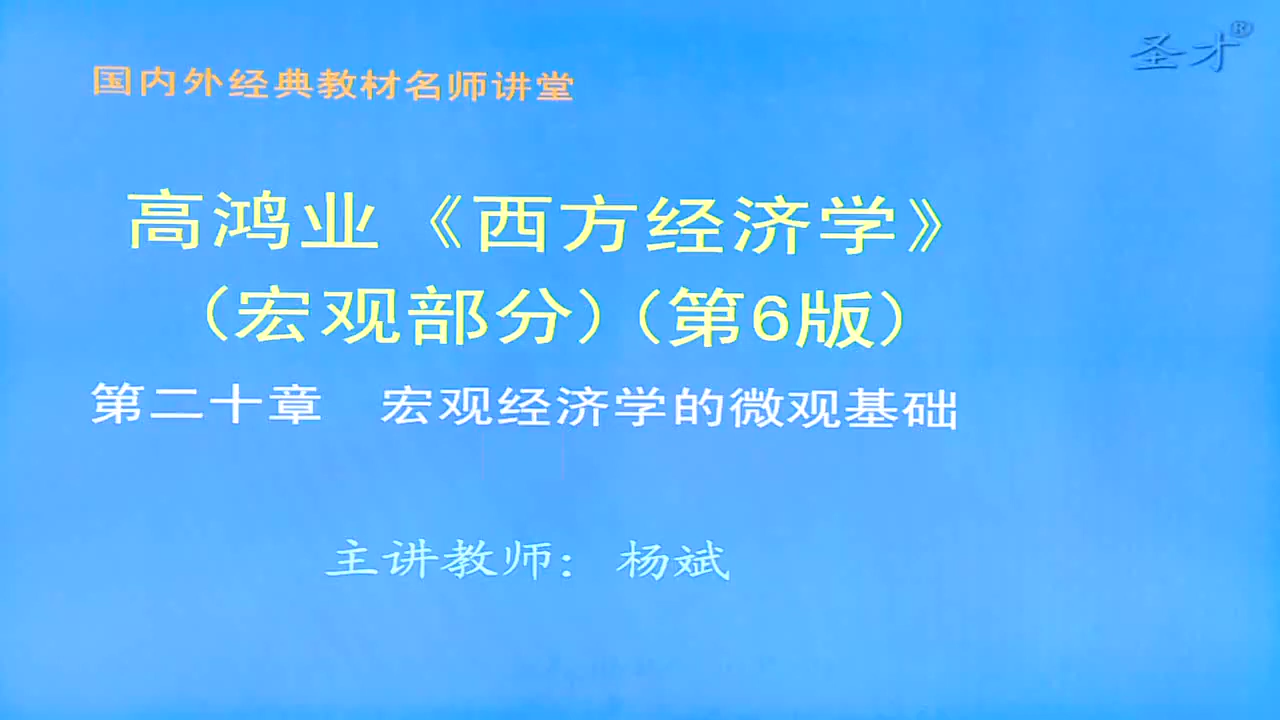 圣才®
国内外经典教材名师讲堂
高鸿业《西方经济学》
（宏观部分）（第6版）
第二十章 宏观经济学的微观基础
主讲教师：杨斌